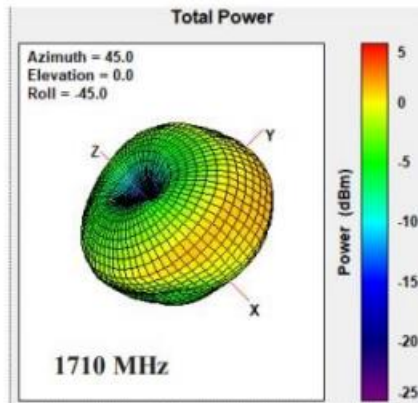 Total Power
Azimuth = 45.0
Elevation = 0.0
Roll = -45.0
Z
Y
X
1710 MHz
5
0
-5
-10
-15
-20
-25
Power (dBm)